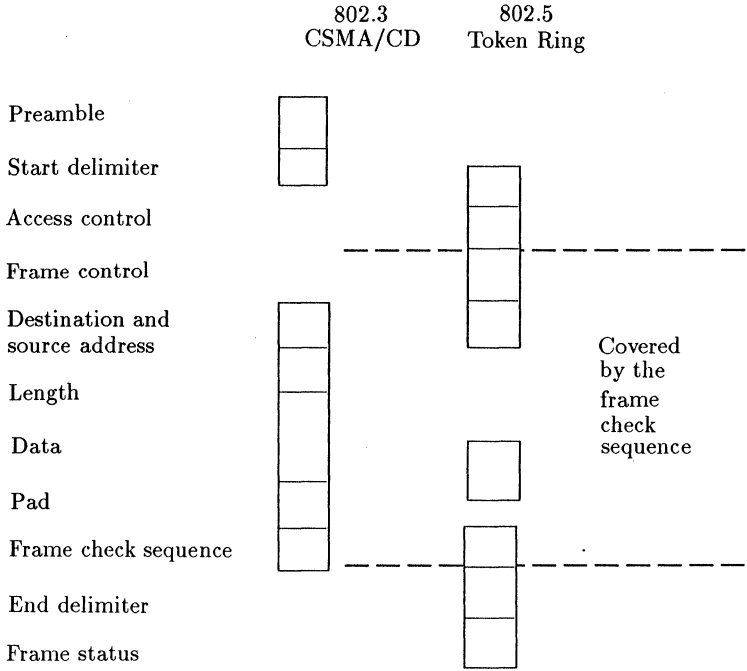 802.3
CSMA/CD
802.5
Token Ring
Preamble
Start delimiter
Access control
Frame control
Destination and
source address
Length
Data
Pad
Frame check sequence
End delimiter
Frame status
Covered
by the
frame
check
sequence